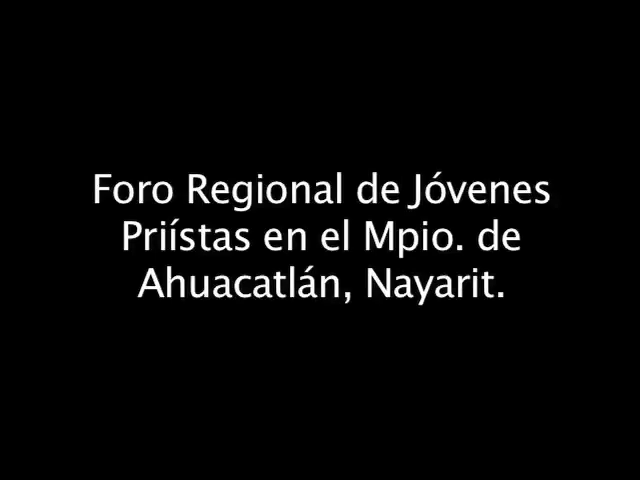 Foro Regional de Jóvenes
Priístas en el Mpio. de
Ahuacatlán, Nayarit.